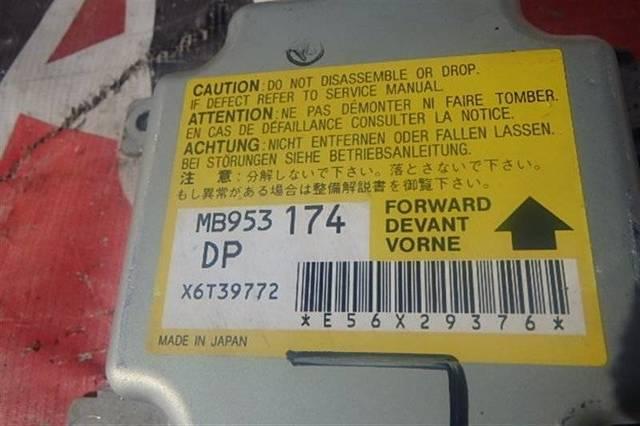 CAUTION: DO NOT DISASSEMBLE OR DROP.
IF DEFECT REFER TO SERVICE MANUAL.
ATTENTION: NE PAS DÉMONTER NI FAIRE TOMBER.
EN CAS DE DÉFAILLANCE CONSULTER LA NOTICE.
ACHTUNG: NICHT ENTFERNEN ODER FALLEN LASSEN.
BEI STÖRUNGEN SIEHE BETRIEBSANLEITUNG.
注 意:分解しないで下さい。落とさないで下さい。
もし異常がある場合は整備解説書を御覧下さい。
MB953 174
DP
X6T39772
FORWARD
DEVANT
VORNE
*E56X29376*
MADE IN JAPAN